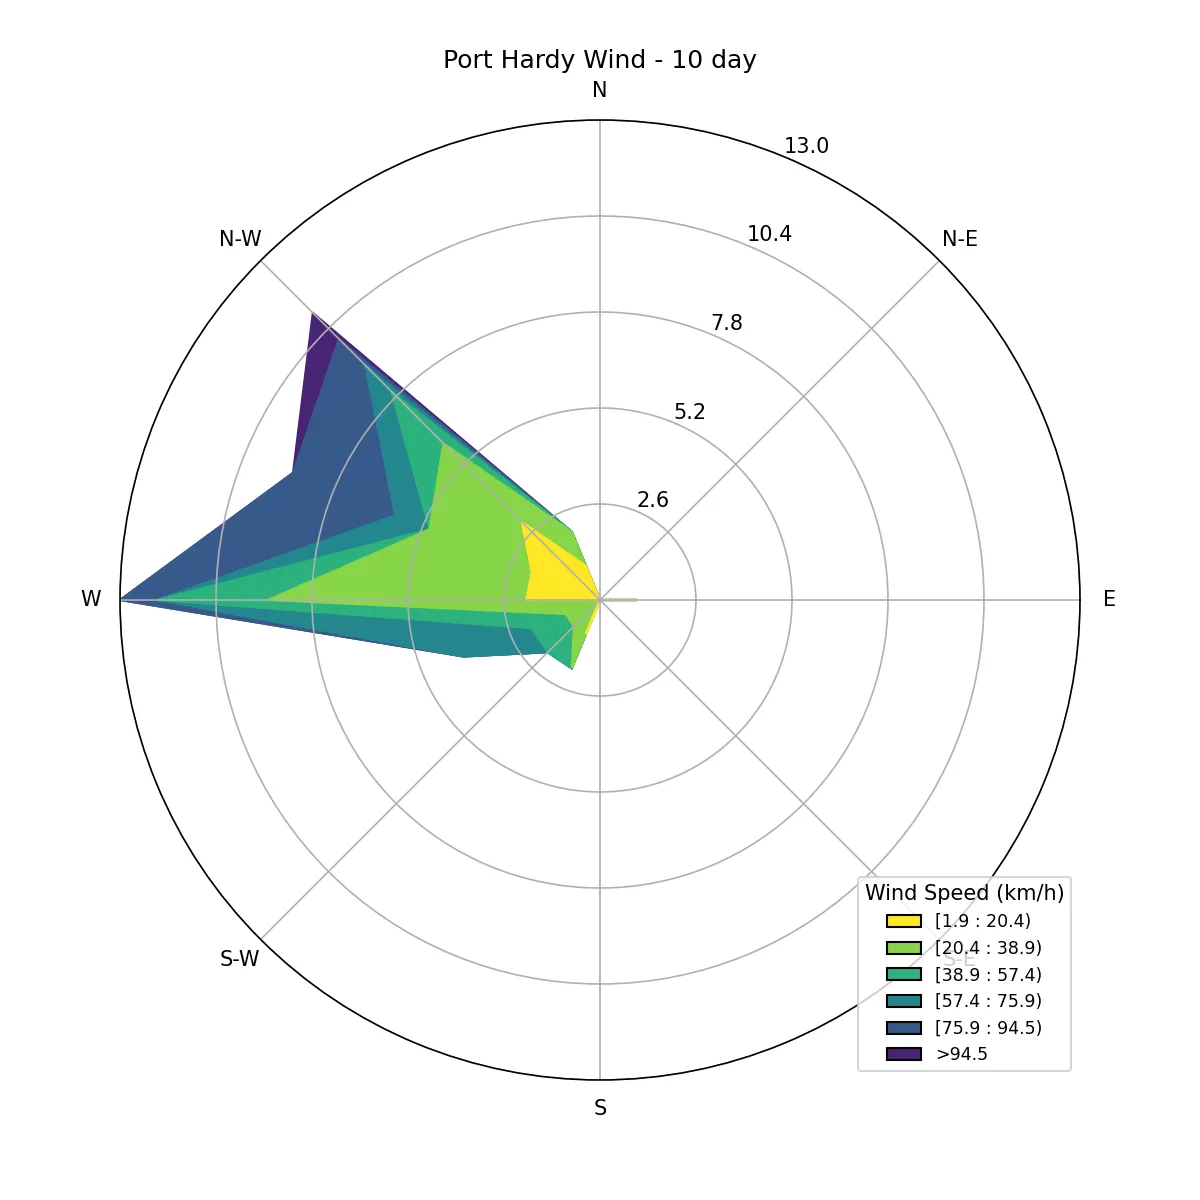 Port Hardy Wind - 10 day
N
13.0
N-W
10.4
N-E
7.8
5.2
2.6
W
E
S-W
S-E
S
Wind Speed (km/h)
[1.9 : 20.4)
[20.4 : 38.9)
[38.9 : 57.4)
[57.4 : 75.9)
[75.9 : 94.5)
>94.5